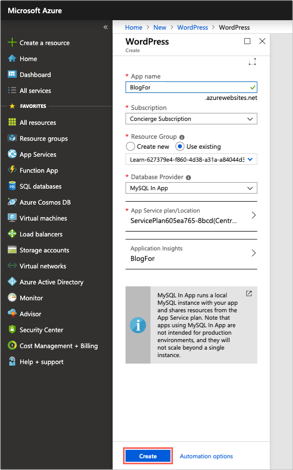 Microsoft Azure
«
Create a resource
Home
Dashboard
All services
FAVORITES
All resources
Resource groups
App Services
Function App
SQL databases
Azure Cosmos DB
Virtual machines
Load balancers
Storage accounts
Virtual networks
Azure Active Directory
Monitor
Advisor
Security Center
Cost Management + Billing
Help + support
Home > New > WordPress > WordPress
WordPress
Create
* App name
BlogFor
.azurewebsites.net
* Subscription
Concierge Subscription
* Resource Group
Create new Use existing
Learn-627379e4-f860-4d38-a31a-a84044d3
* Database Provider
MySQL In App
* App Service plan/Location
ServicePlan605ea765-8bcd(Centr...
Application Insights
BlogFor
MySQL In App runs a local
MySQL instance with your app
and shares resources from the
App Service plan. Note that
apps using MySQL in App are
not intended for production
environments, and they will
not scale beyond a single
instance.
Create
Automation options